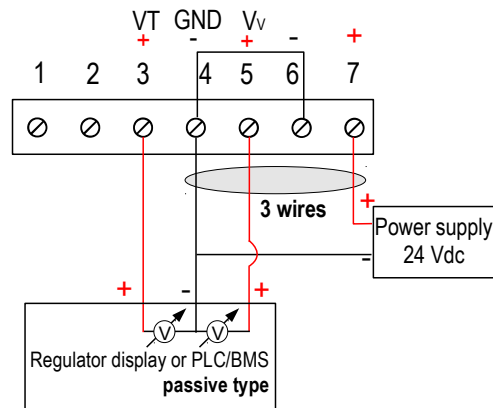 VT GND Vv
+ - + - +
1 2 3 4 5 6 7
3 wires
+
Power supply
24 Vdc
-
+ - +
V V
Regulator display or PLC/BMS
passive type